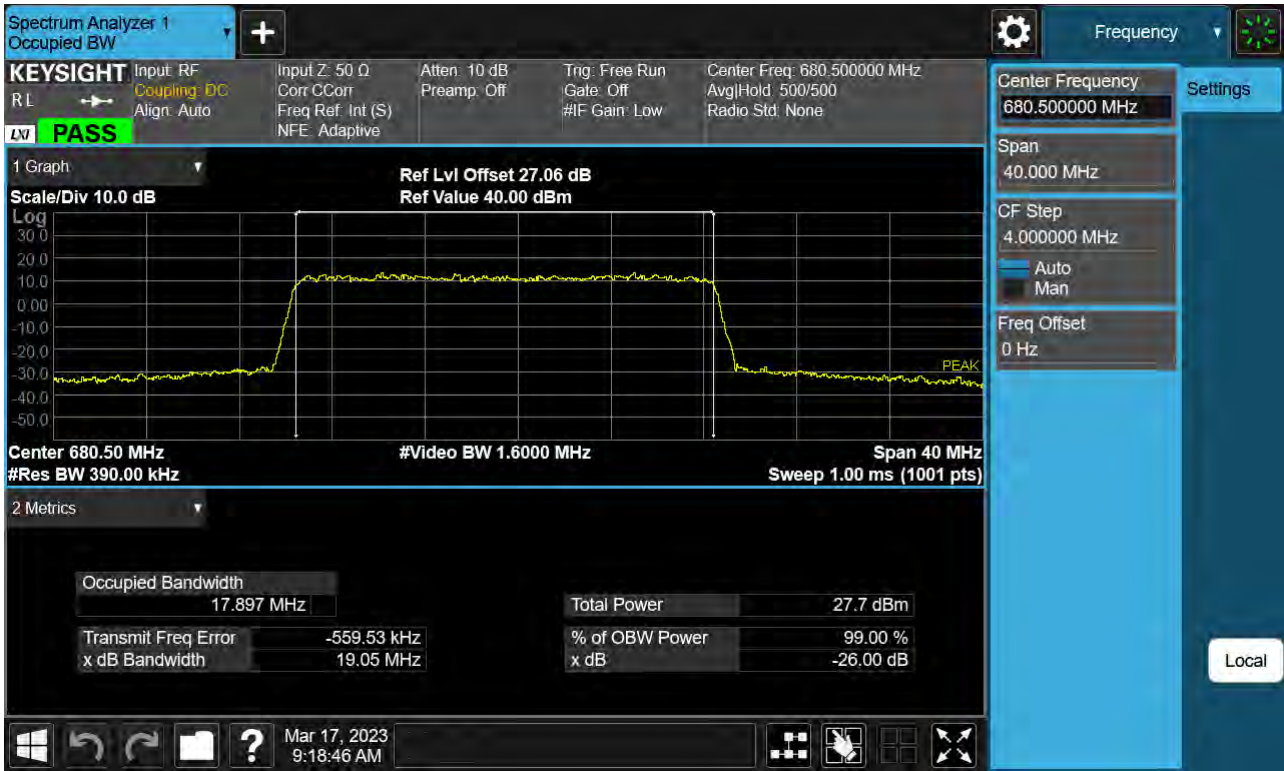 Spectrum Analyzer 1
Occupied BW
+
Frequency
KEYSIGHT
RL
LXI PASS
Input: RF
Coupling: DC
Align: Auto
Input Z: 50 Ω
Corr CCorr
Freq Ref: Int (S)
NFE: Adaptive
Atten: 10 dB
Preamp: Off
Trig: Free Run
Gate: Off
#IF Gain: Low
Center Freq: 680.500000 MHz
Avg|Hold: 500/500
Radio Std: None
Center Frequency
680.500000 MHz
Settings
Span
40.000 MHz
CF Step
4.000000 MHz
Auto
Man
Freq Offset
0 Hz
1 Graph
Scale/Div 10.0 dB
Ref Lvl Offset 27.06 dB
Ref Value 40.00 dBm
Log
30.0
20.0
10.0
0.00
-10.0
-20.0
-30.0
-40.0
-50.0
PEAK
Center 680.50 MHz
#Video BW 1.6000 MHz
Span 40 MHz
#Res BW 390.00 kHz
Sweep 1.00 ms (1001 pts)
2 Metrics
Occupied Bandwidth
17.897 MHz
Total Power 27.7 dBm
Transmit Freq Error -559.53 kHz
% of OBW Power 99.00 %
x dB Bandwidth 19.05 MHz
x dB -26.00 dB
Local
?
Mar 17, 2023
9:18:46 AM